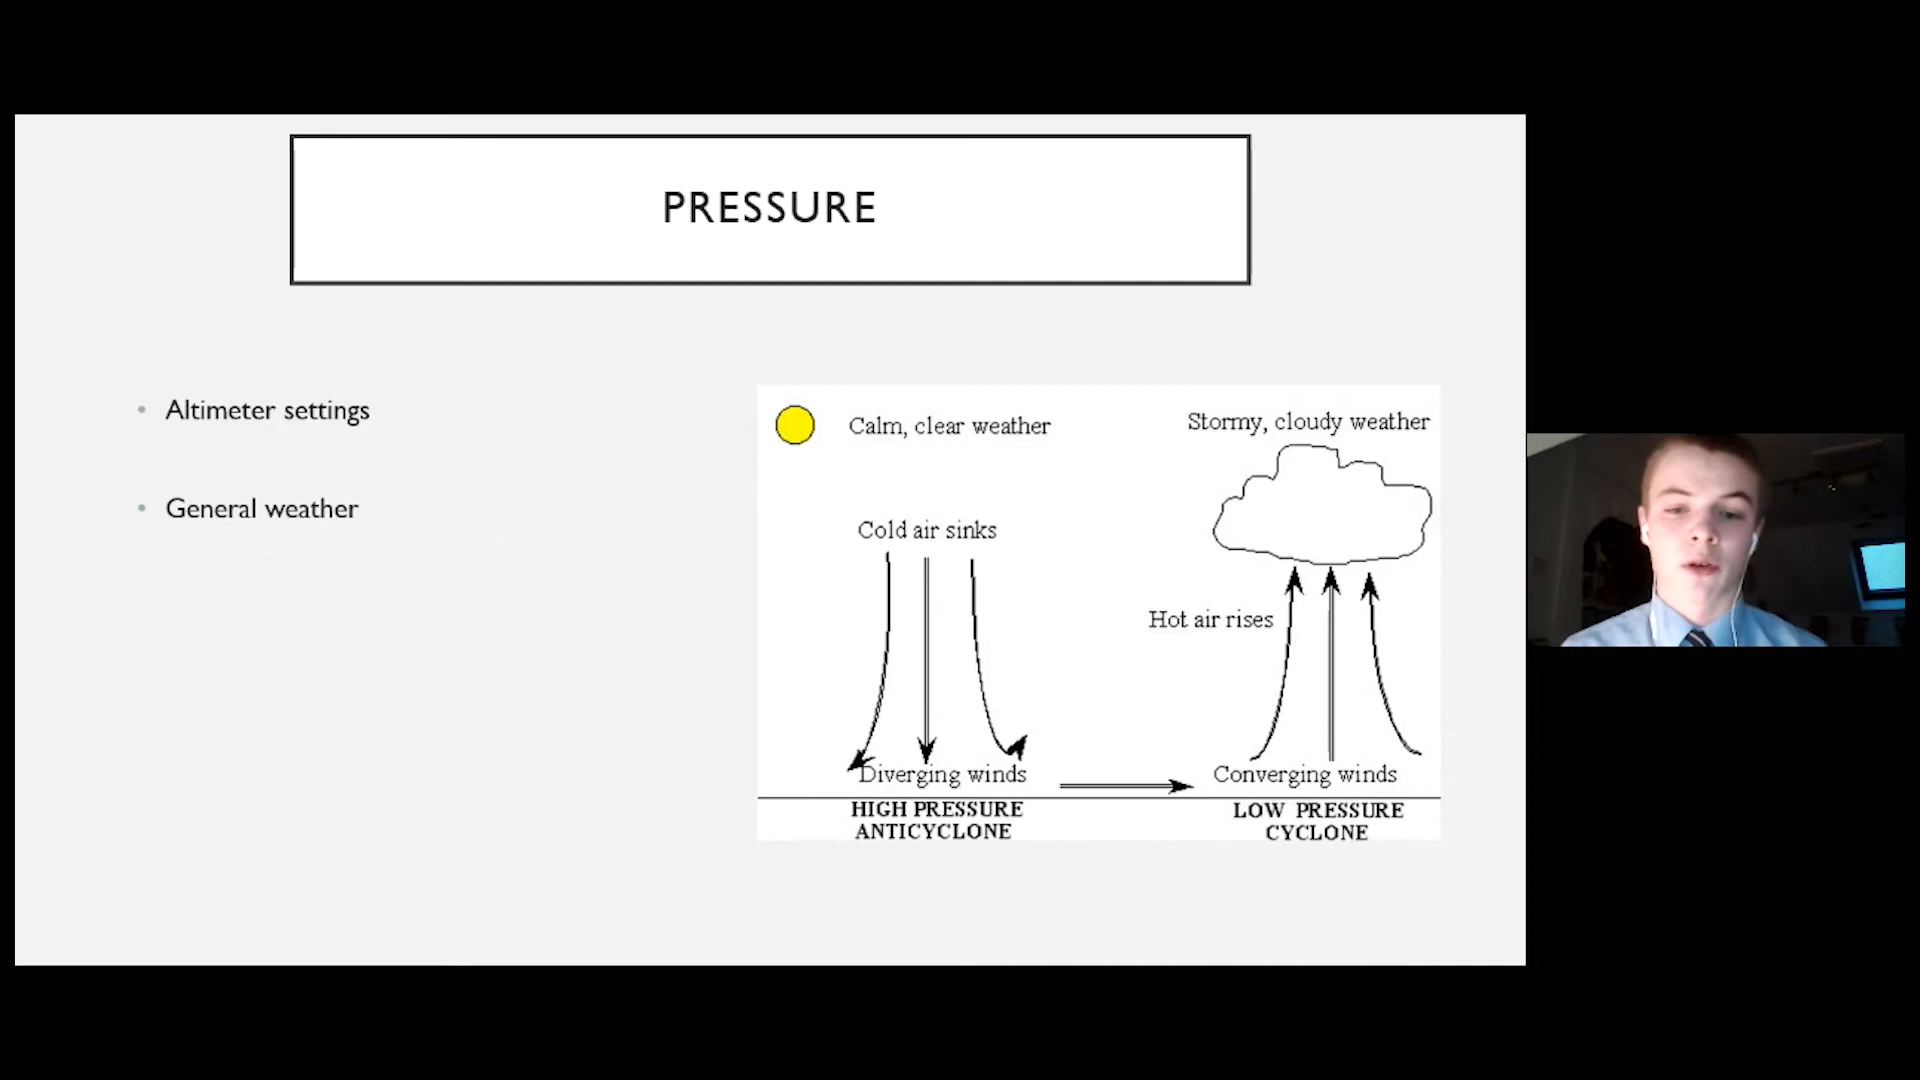 PRESSURE
Altimeter settings
General weather
Calm, clear weather
Stormy, cloudy weather
Cold air sinks
Hot air rises
Diverging winds
Converging winds
HIGH PRESSURE
ANTICYCLONE
LOW PRESSURE
CYCLONE